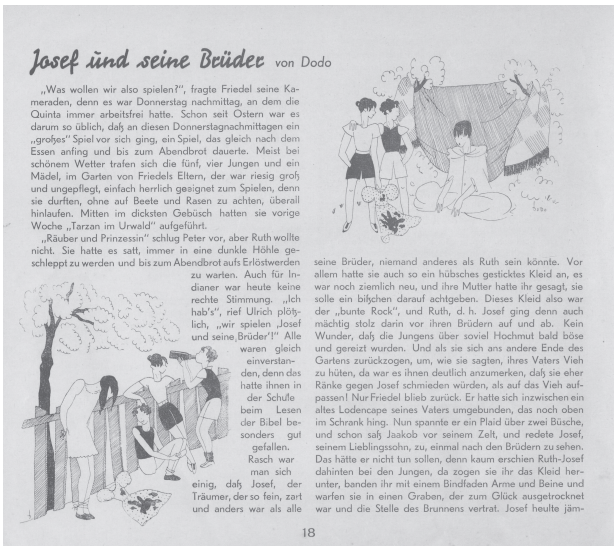 Josef und seine Brüder von Dodo
„Was wollen wir also spielen?“, fragte Friedel seine Ka-
meraden, denn es war Donnerstag nachmittag, an dem die
Quinta immer arbeitsfrei hatte. Schon seit Ostern war es
darum so üblich, daß an diesen Donnerstagnachmittagen ein
„großes“ Spiel vor sich ging, ein Spiel, das gleich nach dem
Essen anfing und bis zum Abendbrot dauerte. Meist bei
schönem Wetter trafen sich die fünf, vier Jungen und ein
Mädel, im Garten von Friedels Eltern, der war riesig groß
und ungepflegt, einfach herrlich geeignet zum Spielen, denn
sie durften, ohne auf Beete und Rasen zu achten, überall
hinlaufen. Mitten im dicksten Gebüsch hatten sie vorige
Woche „Tarzan im Urwald“ aufgeführt.
„Räuber und Prinzessin“ schlug Peter vor, aber Ruth wollte
nicht. Sie hatte es satt, immer in eine dunkle Höhle ge-
schleppt zu werden und bis zum Abendbrot aufs Erlöstwerden
zu warten. Auch für In-
dianer war heute keine
rechte Stimmung. „Ich
hab's“, rief Ulrich plötz-
lich, „wir spielen ‚Josef
und seine Brüder‘!“ Alle
waren gleich
einverstan-
den, denn das
hatte ihnen in
der Schule
beim Lesen
der Bibel be-
sonders gut
gefallen.
Rasch war
man sich
einig, daß Josef, der
Träumer, der so fein, zart
und anders war als alle
seine Brüder, niemand anderes als Ruth sein könnte. Vor
allem hatte sie auch so ein hübsches gesticktes Kleid an, es
war noch ziemlich neu, und ihre Mutter hatte ihr gesagt, sie
solle ein bißchen darauf achtgeben. Dieses Kleid also war
der „bunte Rock“, und Ruth, d. h. Josef ging denn auch
mächtig stolz darin vor ihren Brüdern auf und ab. Kein
Wunder, daß die Jungens über soviel Hochmut bald böse
und gereizt wurden. Und als sie sich ans andere Ende des
Gartens zurückzogen, um, wie sie sagten, ihres Vaters Vieh
zu hüten, da war es ihnen deutlich anzumerken, daß sie eher
Ränke gegen Josef schmieden würden, als auf das Vieh auf-
passen! Nur Friedel blieb zurück. Er hatte sich inzwischen ein
altes Lodencape seines Vaters umgebunden, das noch oben
im Schrank hing. Nun spannte er ein Plaid über zwei Büsche,
und schon saß Jaakob vor seinem Zelt, und redete Josef,
seinem Lieblingssohn, zu, einmal nach den Brüdern zu sehen.
Das hätte er nicht tun sollen, denn kaum erschien Ruth-Josef
dahinten bei den Jungen, da zogen sie ihr das Kleid her-
unter, banden ihr mit einem Bindfaden Arme und Beine und
warfen sie in einen Graben, der zum Glück ausgetrocknet
war und die Stelle des Brunnens vertrat. Josef heulte jäm-
18